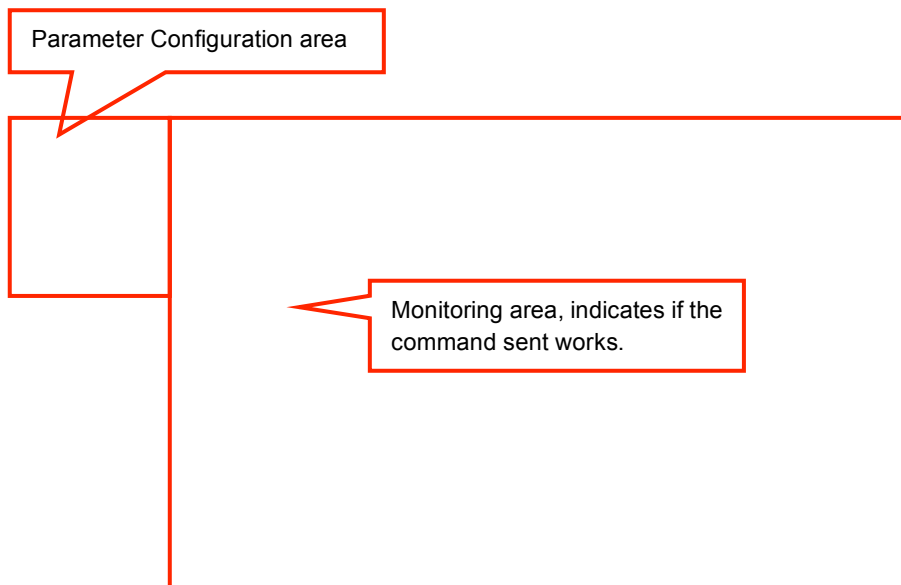 Parameter Configuration area
Monitoring area, indicates if the
command sent works.